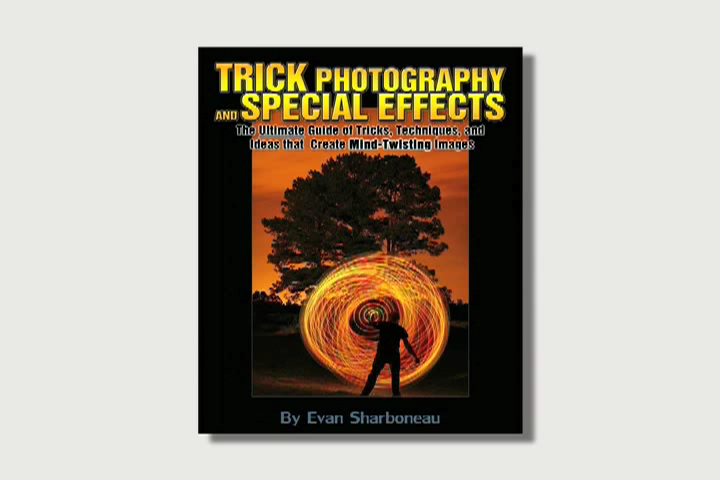 TRICK PHOTOGRAPHY
AND SPECIAL EFFECTS
The Ultimate Guide of Tricks, Techniques, and
Ideas that Create Mind-Twisting Images
By Evan Sharboneau